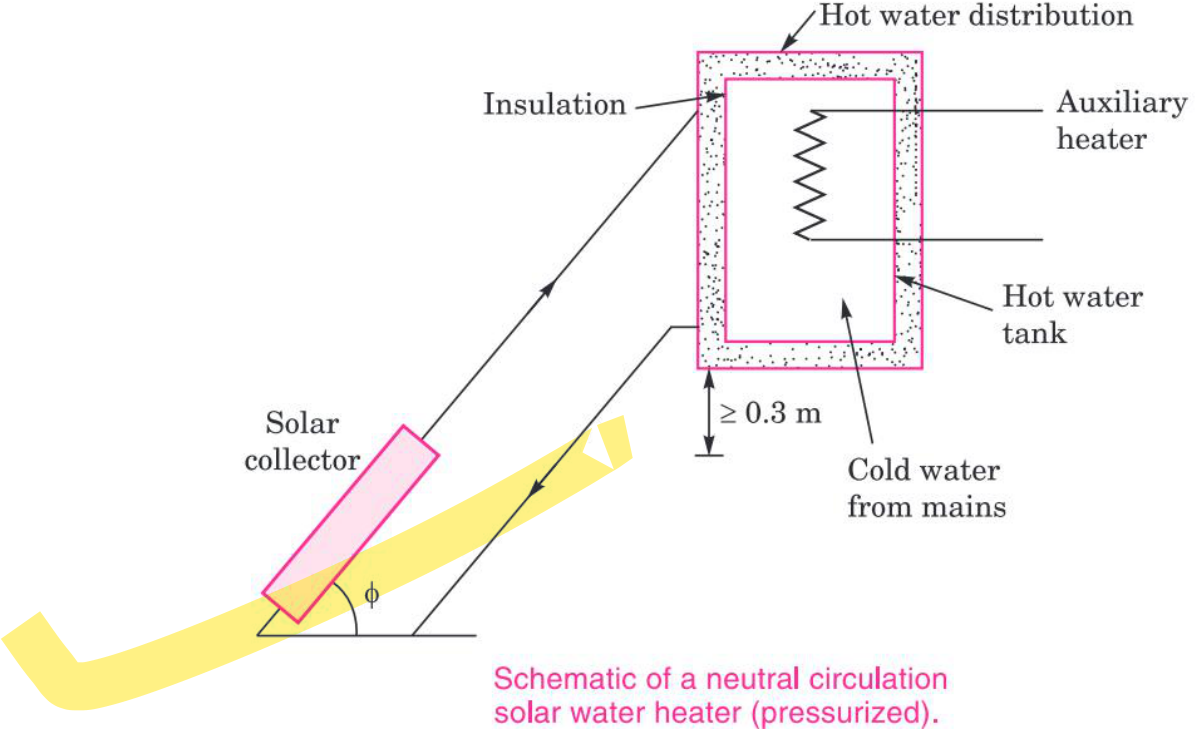 Hot water distribution
Insulation
Auxiliary
heater
Hot water
tank
≥ 0.3 m
Solar
collector
Cold water
from mains
ϕ
Schematic of a neutral circulation
solar water heater (pressurized).